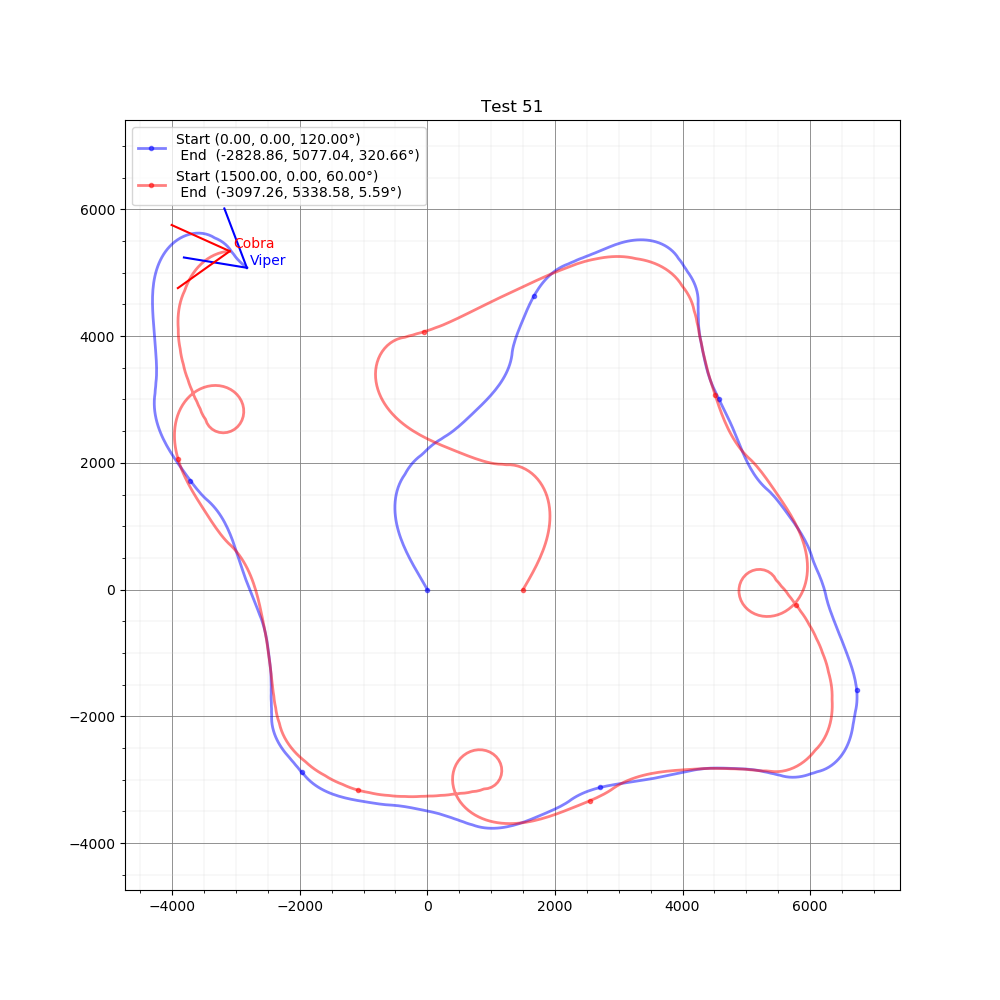 Test 51
Start (0.00, 0.00, 120.00°)
End (-2828.86, 5077.04, 320.66°)
Start (1500.00, 0.00, 60.00°)
End (-3097.26, 5338.58, 5.59°)
6000
Cobra
Viper
4000
2000
0
−2000
−4000
−4000 −2000 0 2000 4000 6000